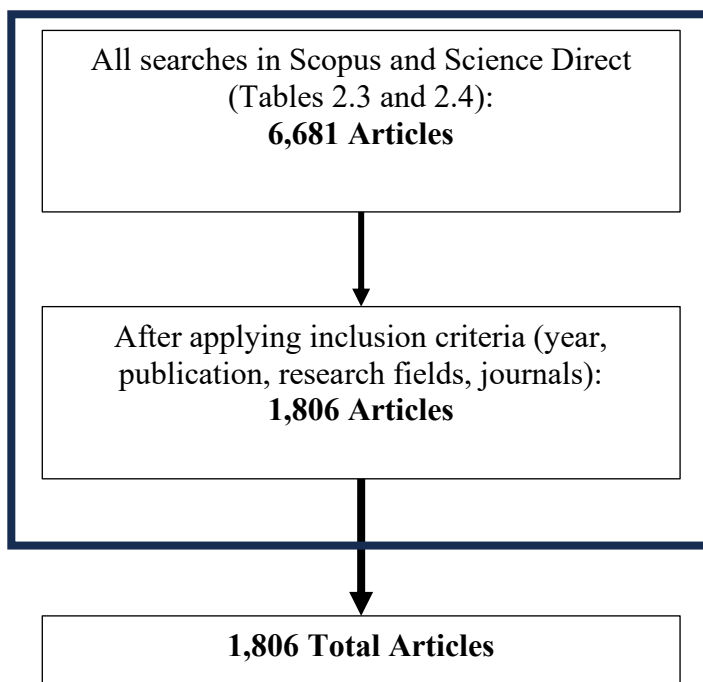 All searches in Scopus and Science Direct
(Tables 2.3 and 2.4):
6,681 Articles
After applying inclusion criteria (year,
publication, research fields, journals):
1,806 Articles
1,806 Total Articles